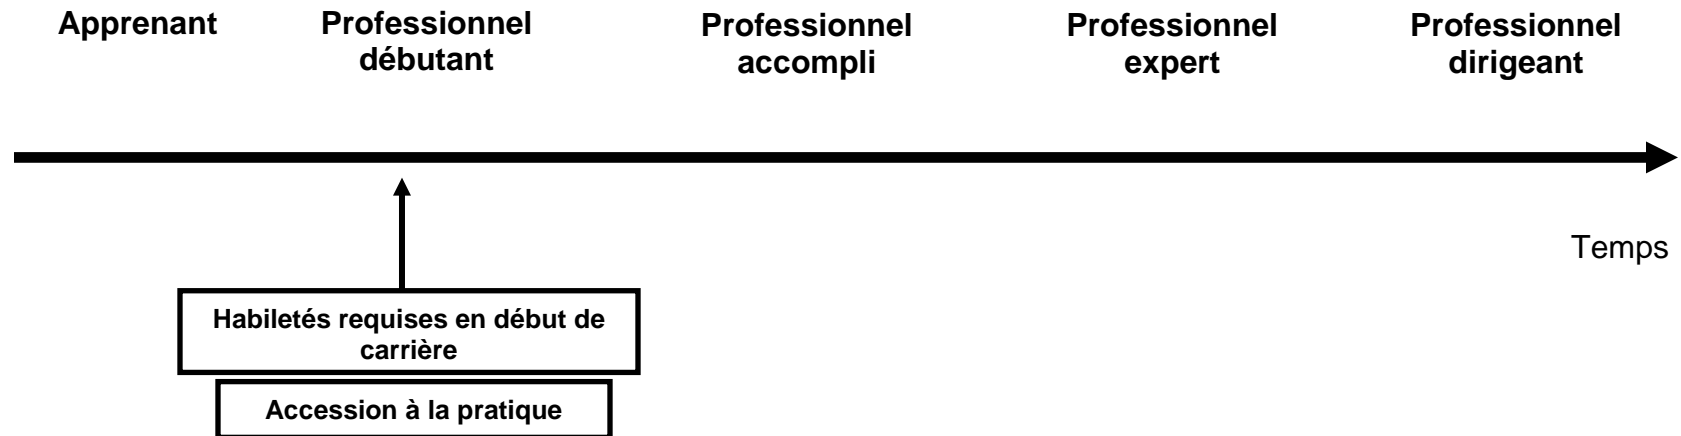 Apprenant
Professionnel
débutant
Professionnel
accompli
Professionnel
expert
Professionnel
dirigeant
Temps
Habiletés requises en début de
carrière
Accession à la pratique